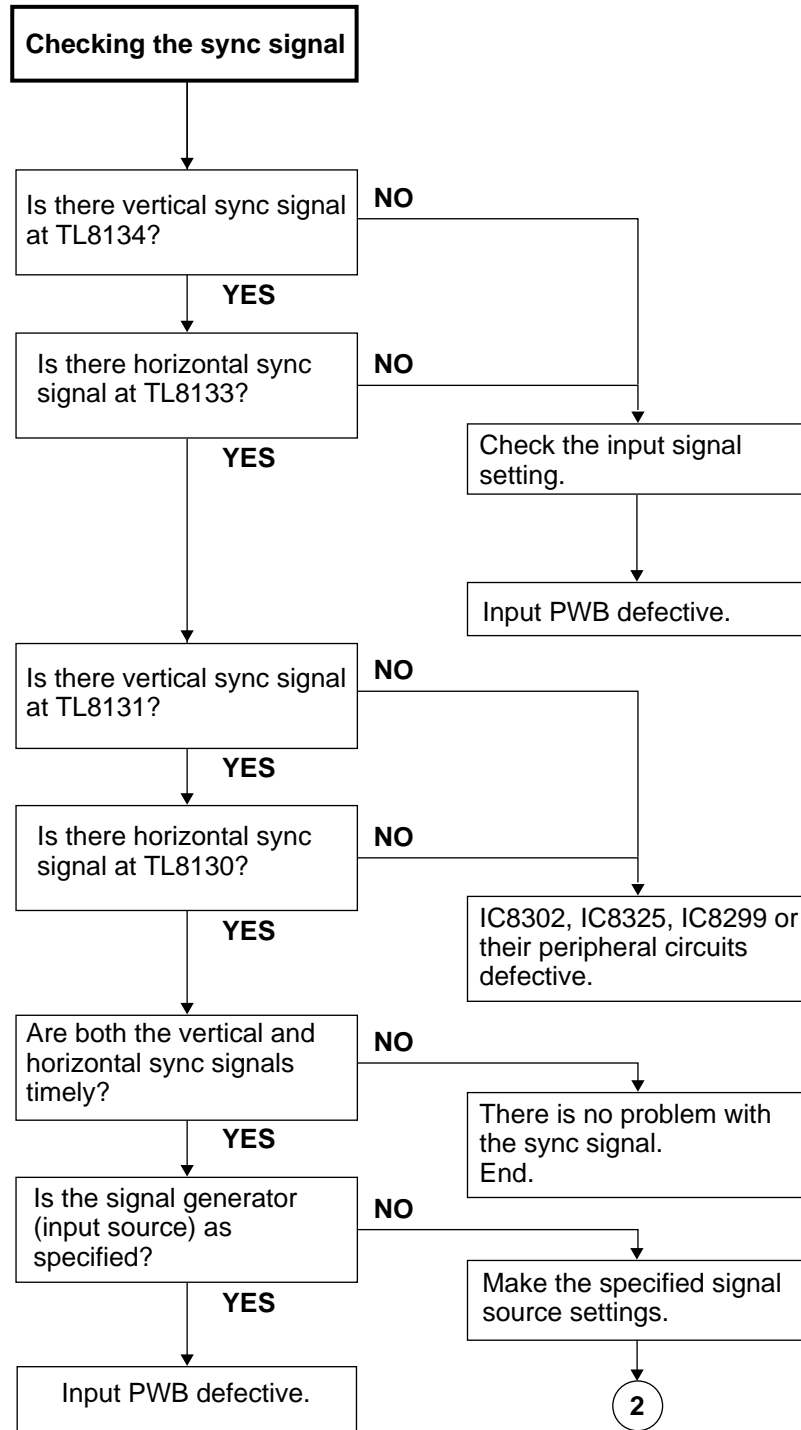 Checking the sync signal
Is there vertical sync signal
at TL8134?
NO
YES
Is there horizontal sync
signal at TL8133?
NO
YES
Check the input signal
setting.
Input PWB defective.
Is there vertical sync signal
at TL8131?
NO
YES
Is there horizontal sync
signal at TL8130?
NO
YES
IC8302, IC8325, IC8299 or
their peripheral circuits
defective.
Are both the vertical and
horizontal sync signals
timely?
NO
YES
There is no problem with
the sync signal.
End.
Is the signal generator
(input source) as
specified?
NO
YES
Make the specified signal
source settings.
Input PWB defective.
2